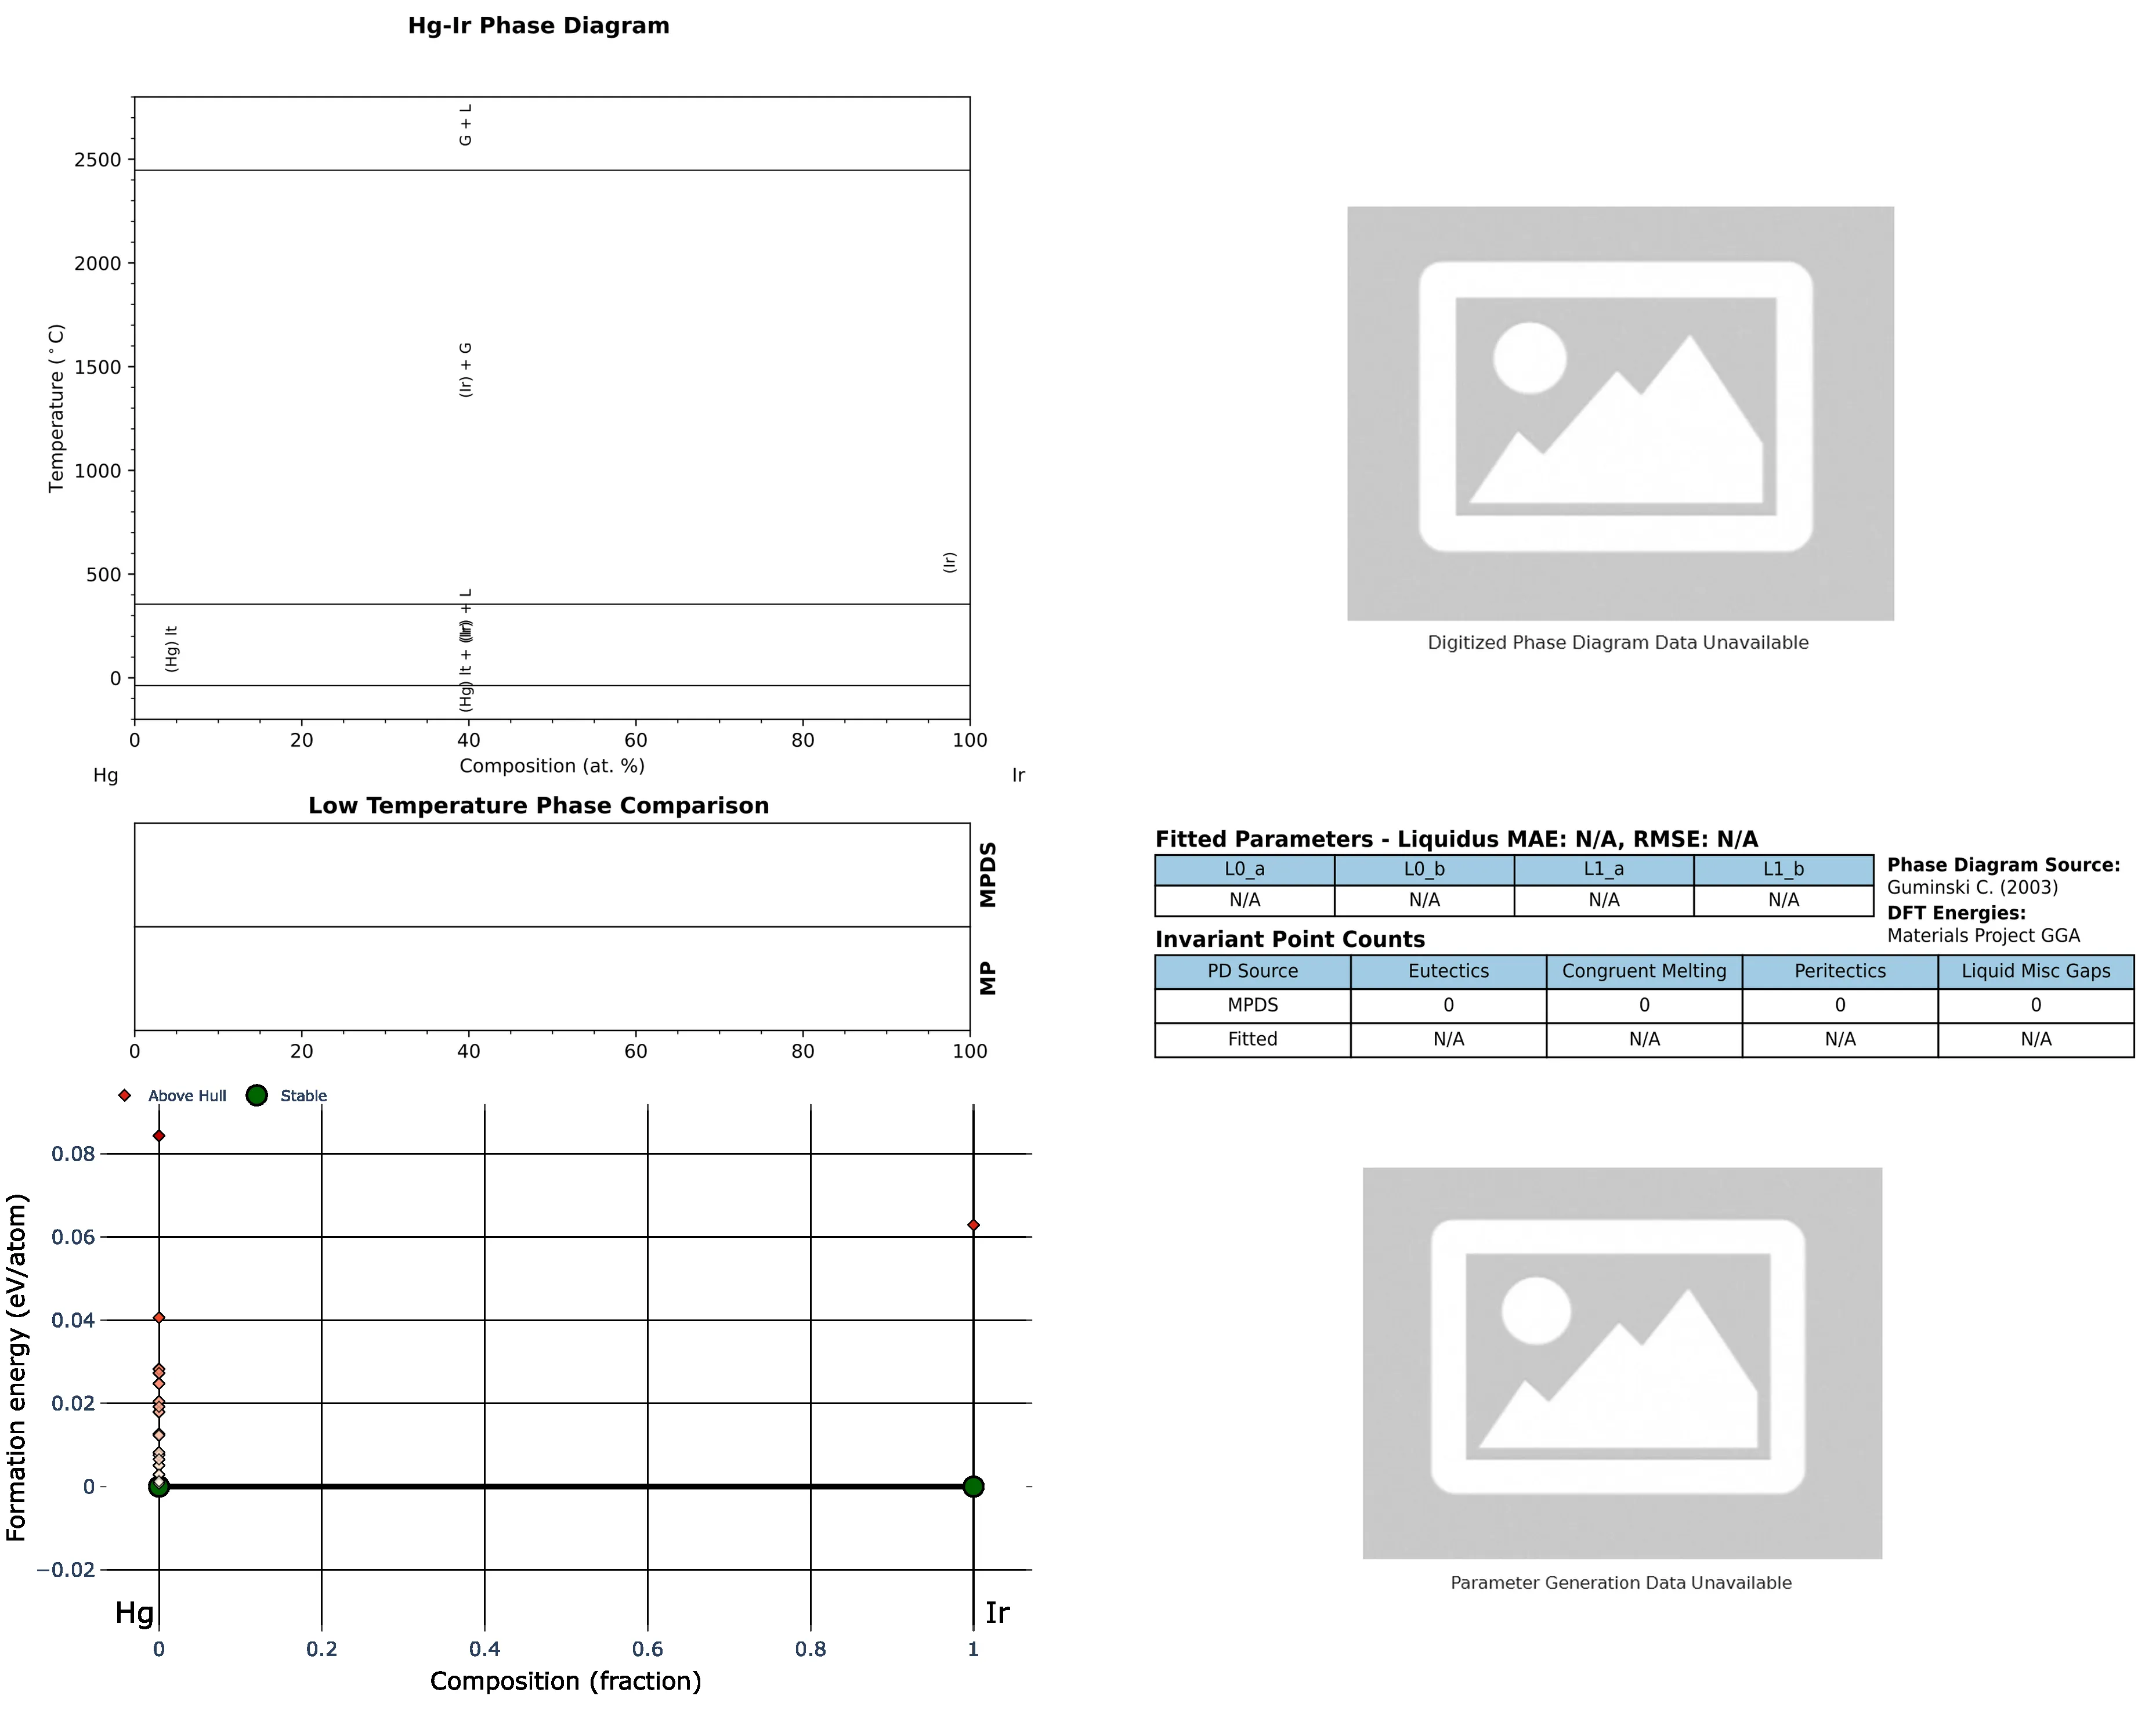 Hg-Ir Phase Diagram
G + L
2500
2000
(Ir) + G
1500
Temperature (°C)
1000
(Ir)
500
(Hg) lt
(Ir) + L
(Hg) lt + (Ir)
0
0 20 40 60 80 100
Composition (at. %)
Hg Ir
Digitized Phase Diagram Data Unavailable
Low Temperature Phase Comparison
MPDS
MP
0 20 40 60 80 100
Fitted Parameters - Liquidus MAE: N/A, RMSE: N/A
L0_a L0_b L1_a L1_b
N/A N/A N/A N/A
Phase Diagram Source:
Guminski C. (2003)
DFT Energies:
Materials Project GGA
Invariant Point Counts
PD Source Eutectics Congruent Melting Peritectics Liquid Misc Gaps
MPDS 0 0 0 0
Fitted N/A N/A N/A N/A
Above Hull Stable
0.08
0.06
0.04
0.02
0
−0.02
Formation energy (eV/atom)
Hg Ir
0 0.2 0.4 0.6 0.8 1
Composition (fraction)
Parameter Generation Data Unavailable